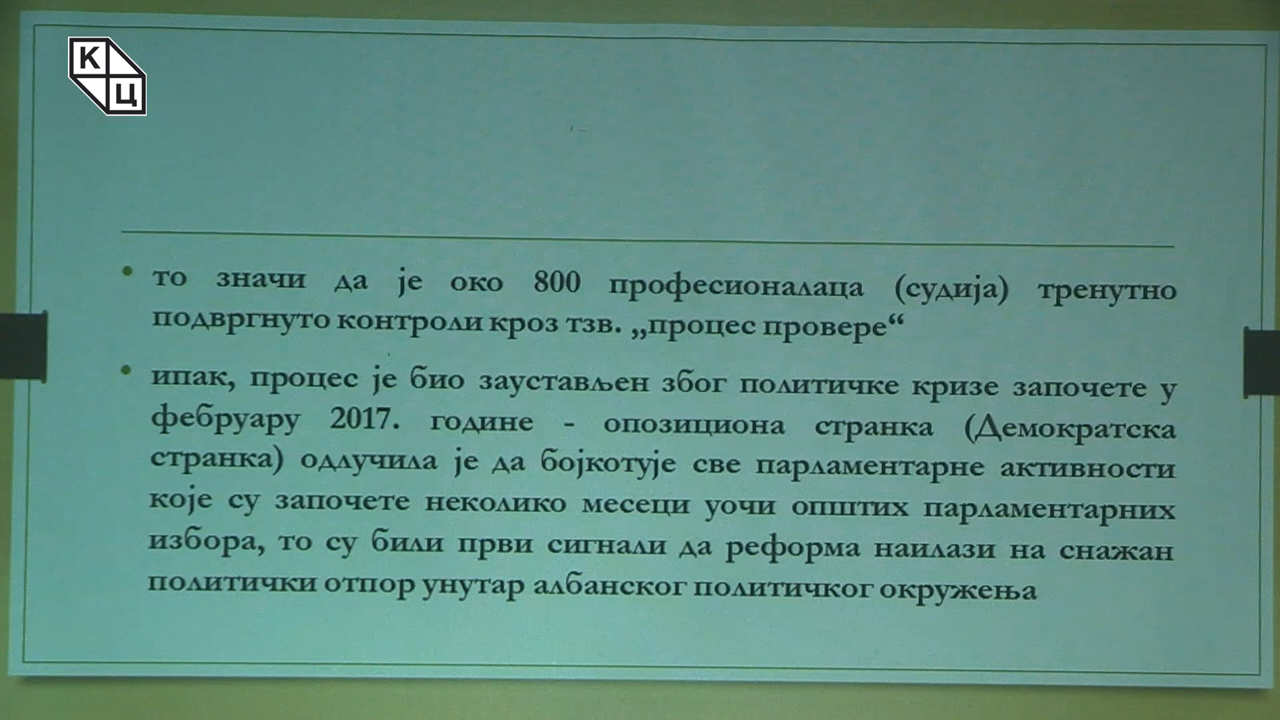 К
Ц
• то значи да је око 800 професионалаца (судија) тренутно
подвргнуто контроли кроз тзв. „процес провере“
• ипак, процес је био заустављен због политичке кризе започете у
фебруару 2017. године - опозициона странка (Демократска
странка) одлучила је да бојкотује све парламентарне активности
које су започете неколико месеци уочи општих парламентарних
избора, то су били први сигнали да реформа наилази на снажан
политички отпор унутар албанског политичког окружења